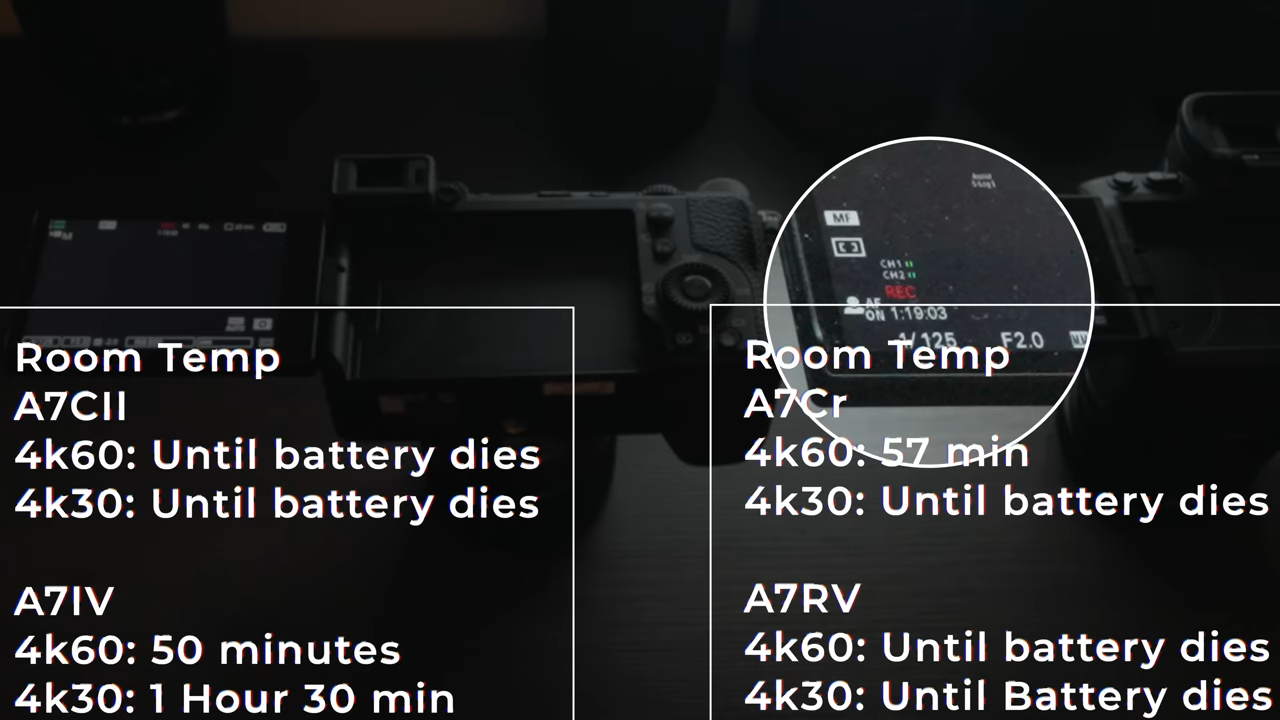 Assist
S-Log3
MF
CH1
CH2
REC
AF
ON 1:19:03
1/125 F2.0
Room Temp
A7CII
4k60: Until battery dies
4k30: Until battery dies
A7IV
4k60: 50 minutes
4k30: 1 Hour 30 min
Room Temp
A7Cr
4k60: 57 min
4k30: Until battery dies
A7RV
4k60: Until battery dies
4k30: Until Battery dies